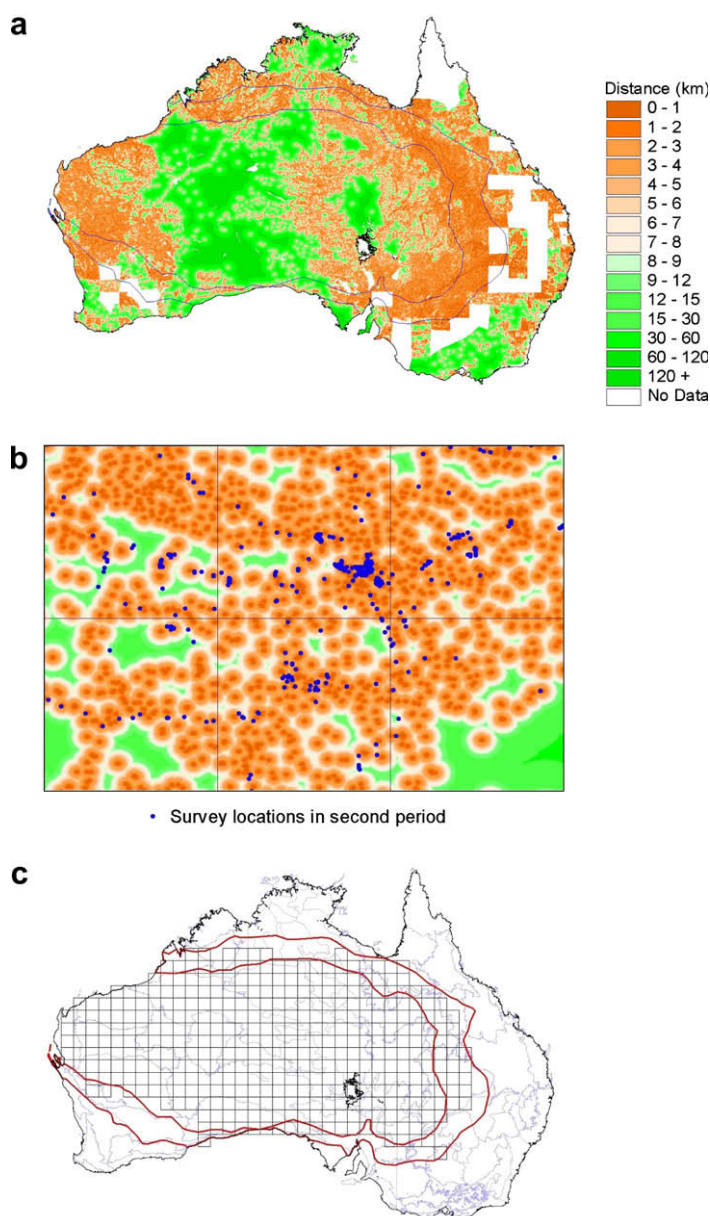 a
Distance (km)
0 - 1
1 - 2
2 - 3
3 - 4
4 - 5
5 - 6
6 - 7
7 - 8
8 - 9
9 - 12
12 - 15
15 - 30
30 - 60
60 - 120
120 +
No Data
b
Survey locations in second period
c